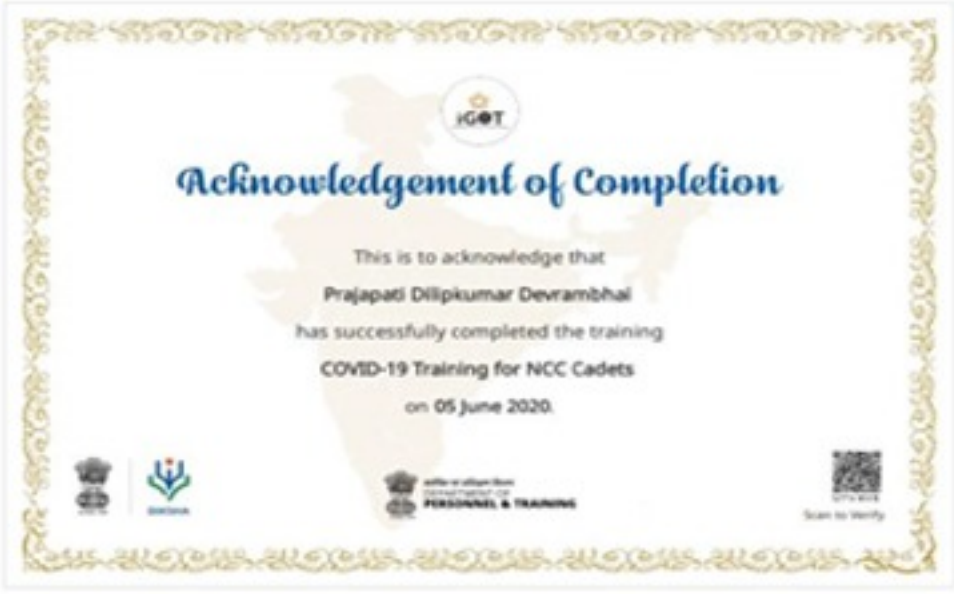 iGOT
Acknowledgement of Completion
This is to acknowledge that
Prajapati Dilipkumar Devrambhai
has successfully completed the training
COVID-19 Training for NCC Cadets
on 05 June 2020.
DIKSHA
DEPARTMENT OF
PERSONNEL & TRAINING
Scan to Verify